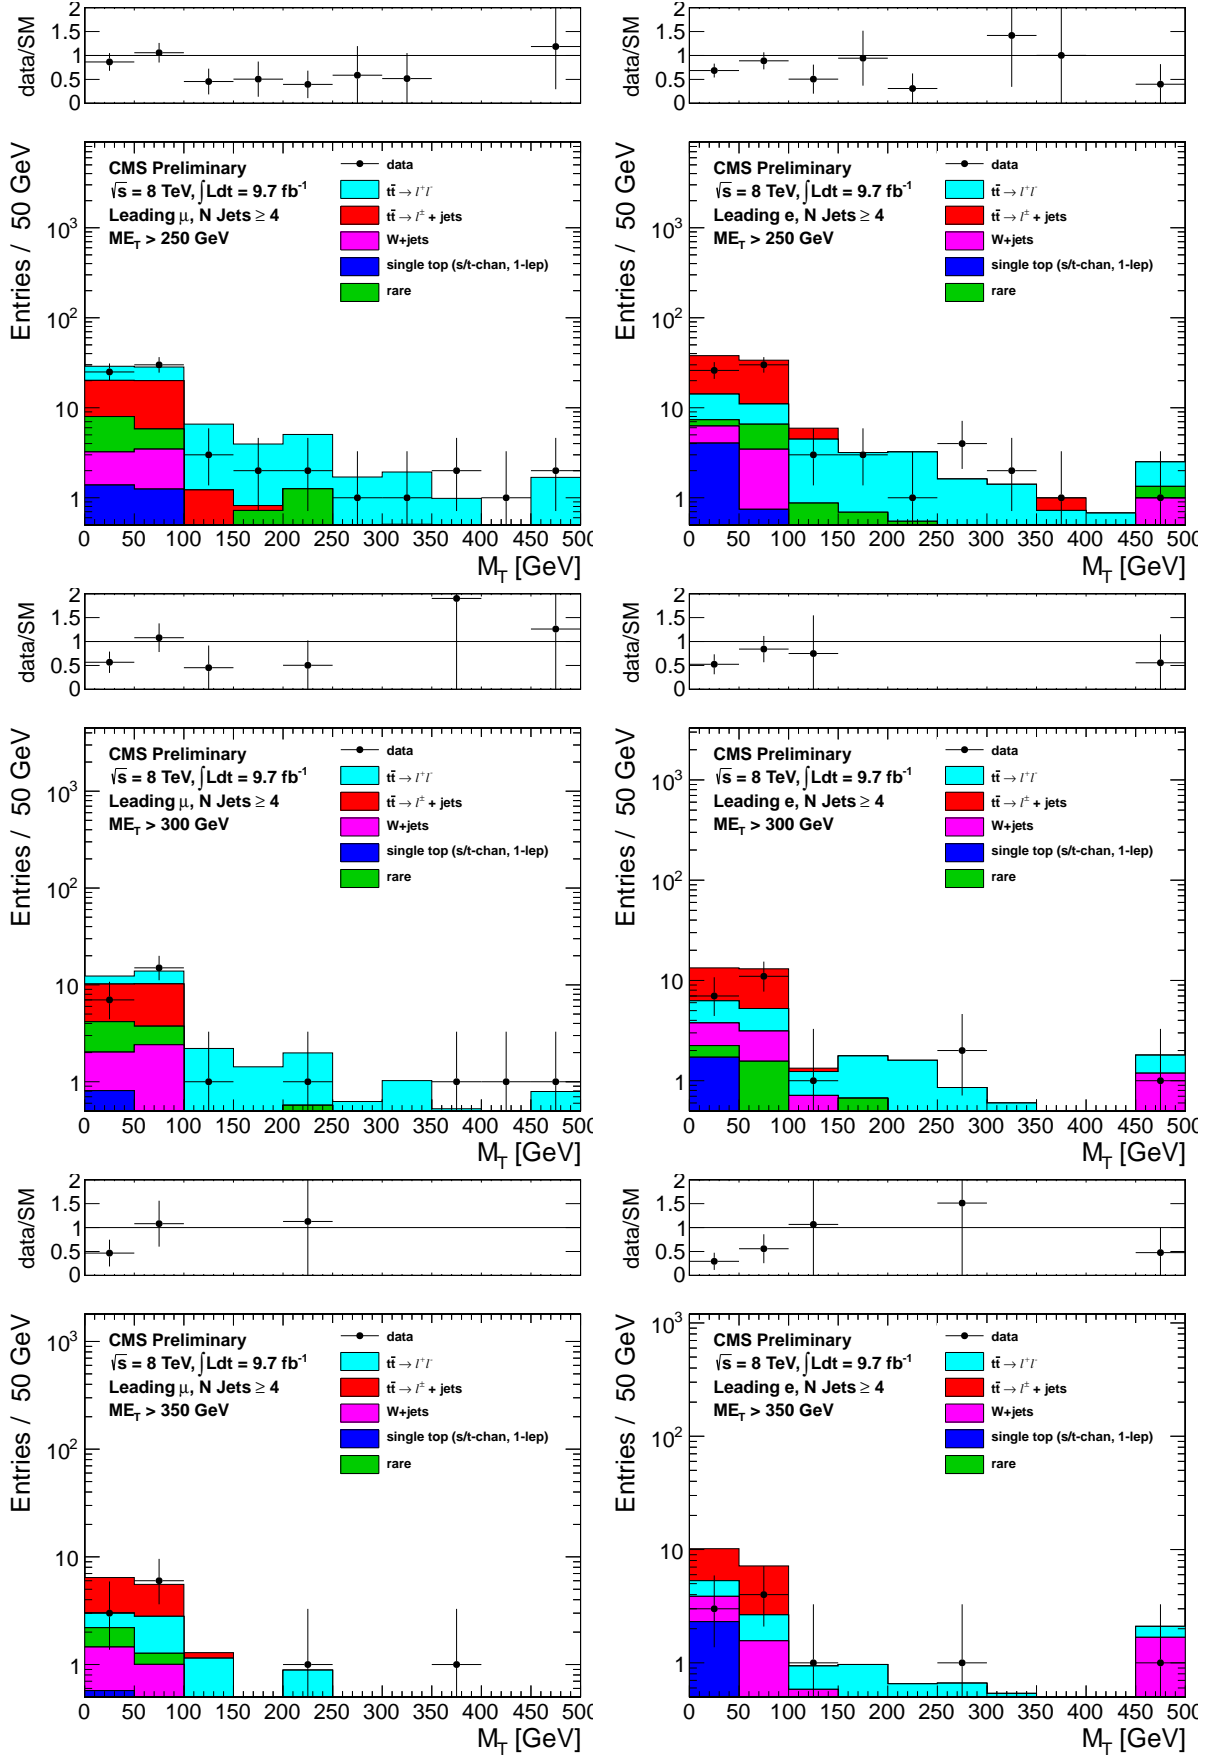 2
1.5
1
0.5
0
data/SM
10³
10²
10
1
Entries / 50 GeV
CMS Preliminary
√s = 8 TeV, ∫Ldt = 9.7 fb⁻¹
Leading μ, N Jets ≥ 4
ME_T > 250 GeV
data
tt̄ → l⁺l⁻
tt̄ → l± + jets
W+jets
single top (s/t-chan, 1-lep)
rare
0 50 100 150 200 250 300 350 400 450 500
M_T [GeV]
2
1.5
1
0.5
0
data/SM
10³
10²
10
1
Entries / 50 GeV
CMS Preliminary
√s = 8 TeV, ∫Ldt = 9.7 fb⁻¹
Leading e, N Jets ≥ 4
ME_T > 250 GeV
data
tt̄ → l⁺l⁻
tt̄ → l± + jets
W+jets
single top (s/t-chan, 1-lep)
rare
0 50 100 150 200 250 300 350 400 450 500
M_T [GeV]
2
1.5
1
0.5
0
data/SM
10³
10²
10
1
Entries / 50 GeV
CMS Preliminary
√s = 8 TeV, ∫Ldt = 9.7 fb⁻¹
Leading μ, N Jets ≥ 4
ME_T > 300 GeV
data
tt̄ → l⁺l⁻
tt̄ → l± + jets
W+jets
single top (s/t-chan, 1-lep)
rare
0 50 100 150 200 250 300 350 400 450 500
M_T [GeV]
2
1.5
1
0.5
0
data/SM
10³
10²
10
1
Entries / 50 GeV
CMS Preliminary
√s = 8 TeV, ∫Ldt = 9.7 fb⁻¹
Leading e, N Jets ≥ 4
ME_T > 300 GeV
data
tt̄ → l⁺l⁻
tt̄ → l± + jets
W+jets
single top (s/t-chan, 1-lep)
rare
0 50 100 150 200 250 300 350 400 450 500
M_T [GeV]
2
1.5
1
0.5
0
data/SM
10³
10²
10
1
Entries / 50 GeV
CMS Preliminary
√s = 8 TeV, ∫Ldt = 9.7 fb⁻¹
Leading μ, N Jets ≥ 4
ME_T > 350 GeV
data
tt̄ → l⁺l⁻
tt̄ → l± + jets
W+jets
single top (s/t-chan, 1-lep)
rare
0 50 100 150 200 250 300 350 400 450 500
M_T [GeV]
2
1.5
1
0.5
0
data/SM
10³
10²
10
1
Entries / 50 GeV
CMS Preliminary
√s = 8 TeV, ∫Ldt = 9.7 fb⁻¹
Leading e, N Jets ≥ 4
ME_T > 350 GeV
data
tt̄ → l⁺l⁻
tt̄ → l± + jets
W+jets
single top (s/t-chan, 1-lep)
rare
0 50 100 150 200 250 300 350 400 450 500
M_T [GeV]